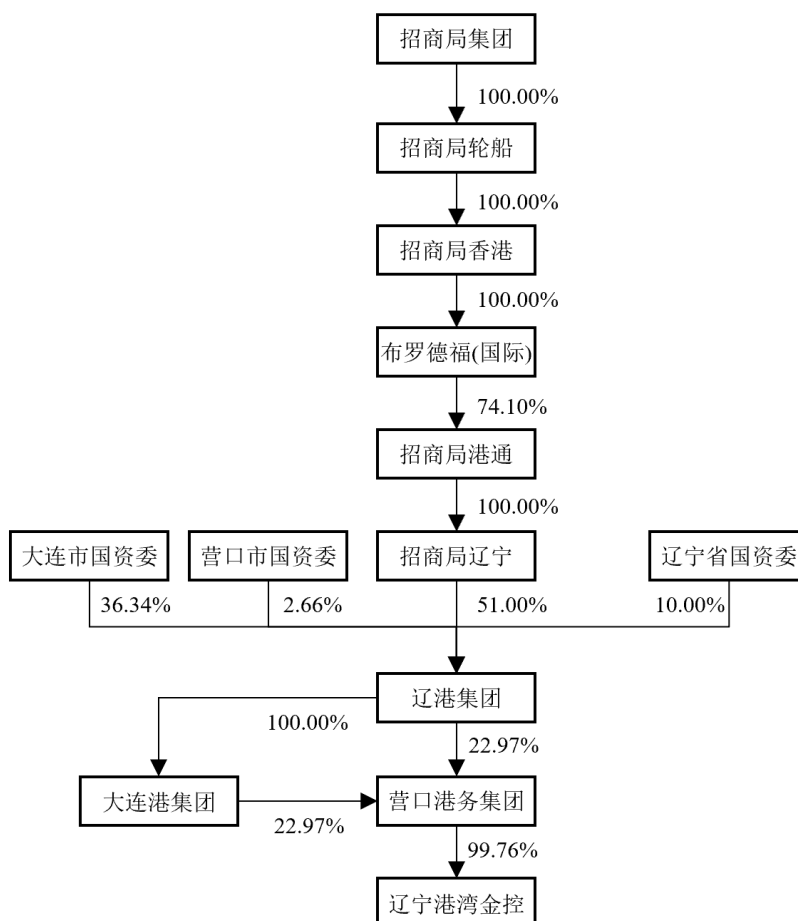 招商局集团
100.00%
招商局轮船
100.00%
招商局香港
100.00%
布罗德福(国际)
74.10%
招商局港通
100.00%
大连市国资委
营口市国资委
招商局辽宁
辽宁省国资委
36.34%
2.66%
51.00%
10.00%
辽港集团
100.00%
22.97%
大连港集团
营口港务集团
22.97%
99.76%
辽宁港湾金控